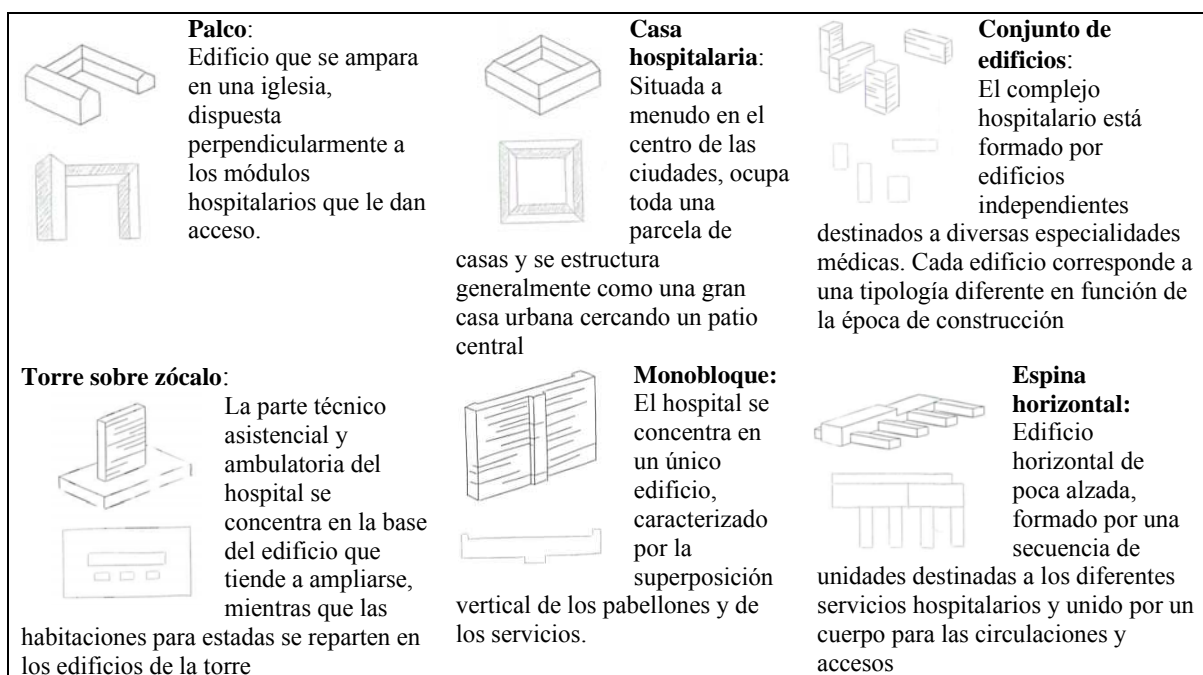 Palco:
Edificio que se ampara
en una iglesia,
dispuesta
perpendicularmente a
los módulos
hospitalarios que le dan
acceso.
Casa
hospitalaria:
Situada a
menudo en el
centro de las
ciudades, ocupa
toda una
parcela de
casas y se estructura
generalmente como una gran
casa urbana cercando un patio
central
Conjunto de
edificios:
El complejo
hospitalario está
formado por
edificios
independientes
destinados a diversas especialidades
médicas. Cada edificio corresponde a
una tipología diferente en función de
la época de construcción
Torre sobre zócalo:
La parte técnico
asistencial y
ambulatoria del
hospital se
concentra en la base
del edificio que
tiende a ampliarse,
mientras que las
habitaciones para estadas se reparten en
los edificios de la torre
Monobloque:
El hospital se
concentra en
un único
edificio,
caracterizado
por la
superposición
vertical de los pabellones y de
los servicios.
Espina
horizontal:
Edificio
horizontal de
poca alzada,
formado por una
secuencia de
unidades destinadas a los diferentes
servicios hospitalarios y unido por un
cuerpo para las circulaciones y
accesos